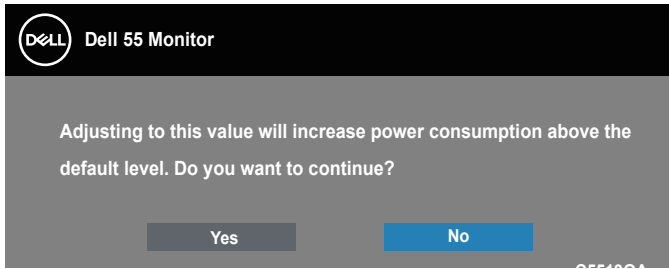 DELL
Dell 55 Monitor
Adjusting to this value will increase power consumption above the
default level. Do you want to continue?
Yes
No